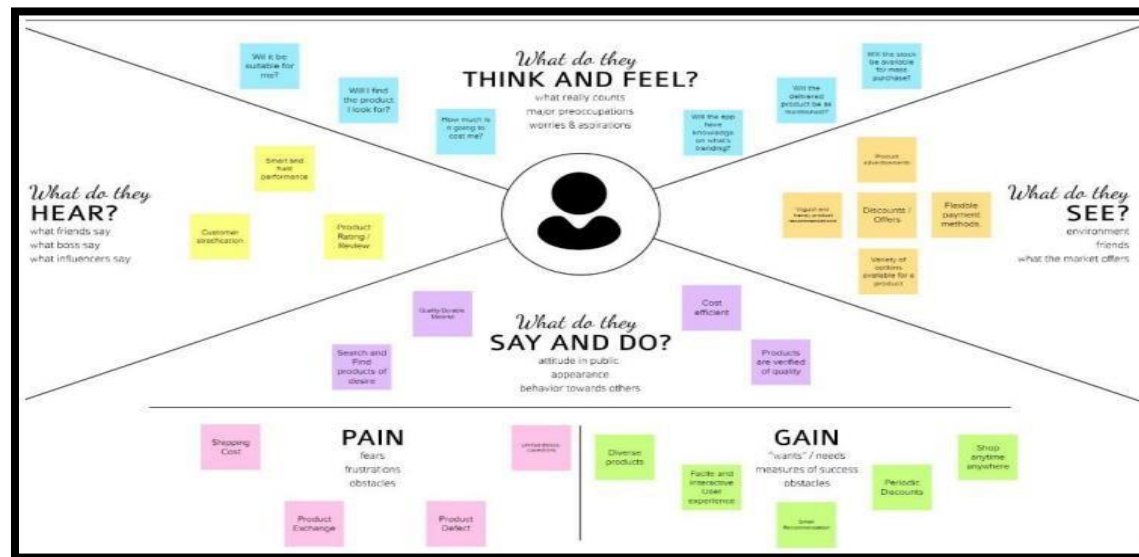 What do they
THINK AND FEEL?
what really counts
major preoccupations
worries & aspirations
Will it be
suitable for
me?
Will I find
the product
I look for?
How much is
it going to
cost me?
Will the app
have
knowledge
on what's
trending?
Will the
delivered
product be as
mentioned?
Will the stock
be available
for mass
purchase?
What do they
HEAR?
what friends say
what boss say
what influencers say
Smart and
performance
Customer
Product
Rating /
Review
What do they
SEE?
environment
friends
what the market offers
Product
advertisements
product
Discounts /
Offers
Flexible
payment
methods.
Variety of
options
available for a
product
What do they
SAY AND DO?
attitude in public
appearance
behavior towards others
Search and
Find
products of
desire
Cost
efficient
Products
are verified
of quality
PAIN
fears
frustrations
obstacles
Shipping
Cost
Product
Exchange
Product
Defect
GAIN
"wants" / needs
measures of success
obstacles
Diverse
products
Facile and
Interactive
User
experience
Smart
Recommendation
Periodic
Discounts
Shop
anytime
anywhere